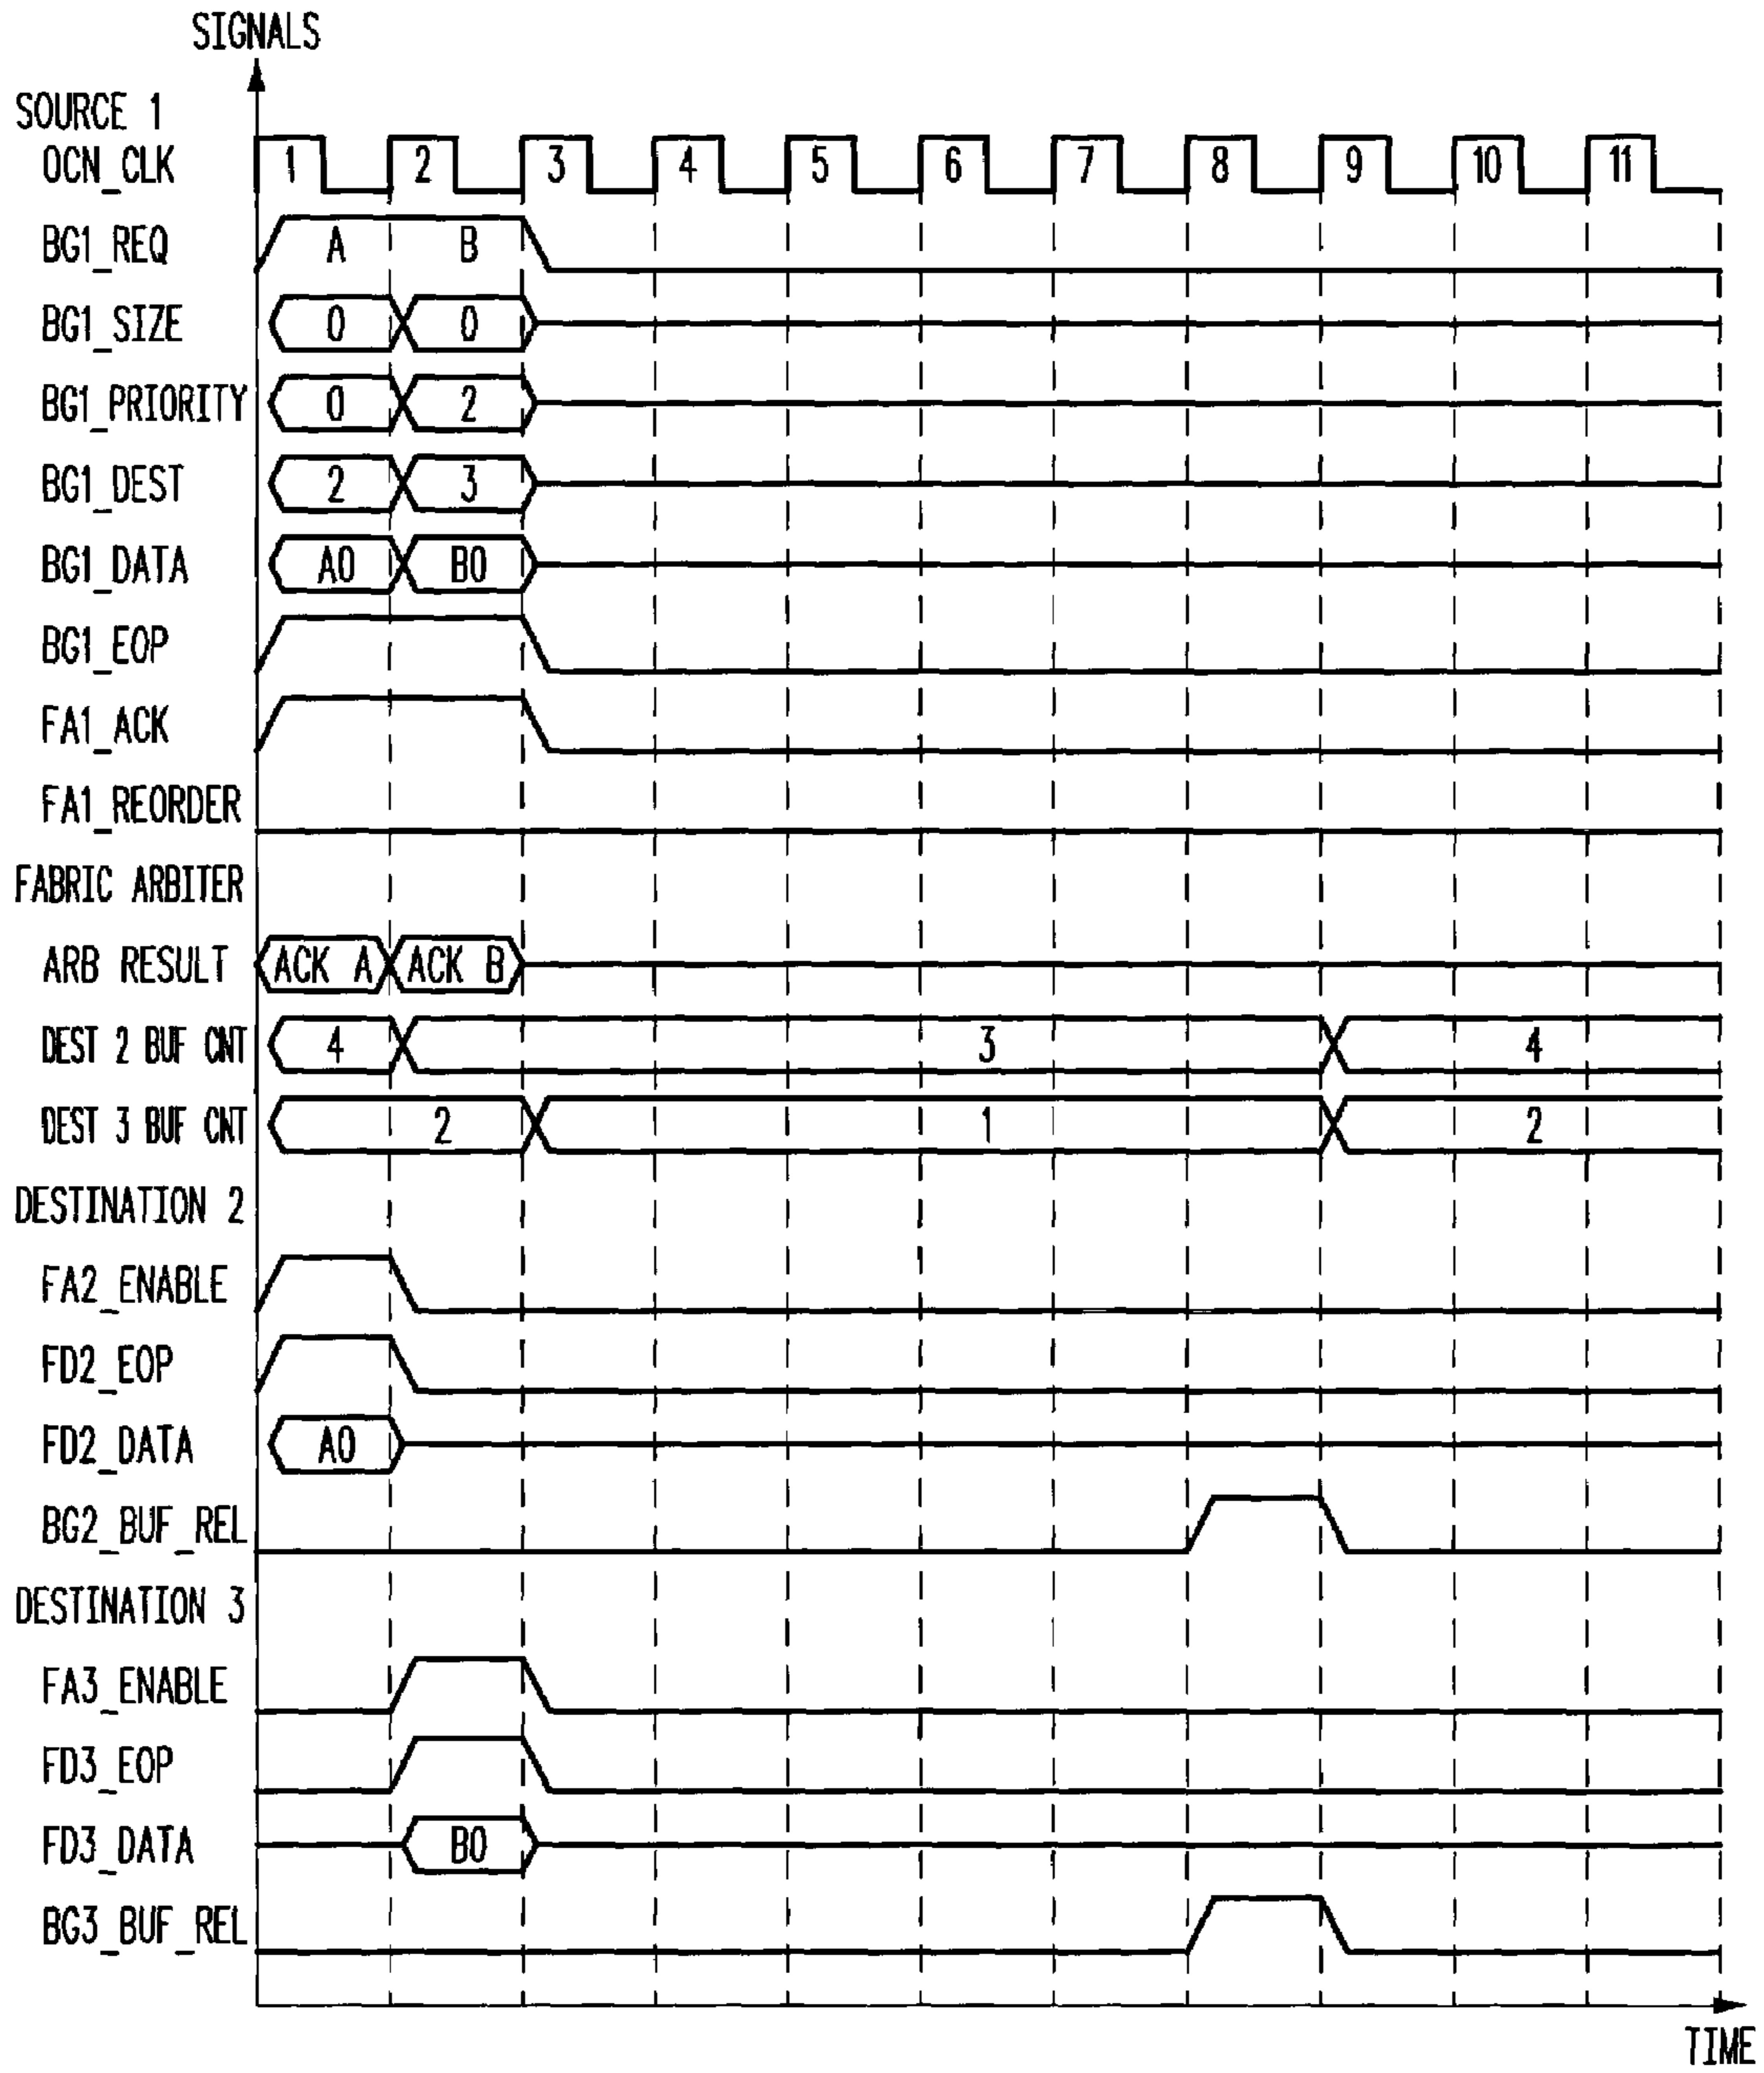 SIGNALS
SOURCE 1
OCN_CLK 1 2 3 4 5 6 7 8 9 10 11
BG1_REQ A B
BG1_SIZE 0 0
BG1_PRIORITY 0 2
BG1_DEST 2 3
BG1_DATA A0 B0
BG1_EOP
FA1_ACK
FA1_REORDER
FABRIC ARBITER
ARB RESULT ACK A ACK B
DEST 2 BUF CNT 4 3 4
DEST 3 BUF CNT 2 1 2
DESTINATION 2
FA2_ENABLE
FD2_EOP
FD2_DATA A0
BG2_BUF_REL
DESTINATION 3
FA3_ENABLE
FD3_EOP
FD3_DATA B0
BG3_BUF_REL
TIME